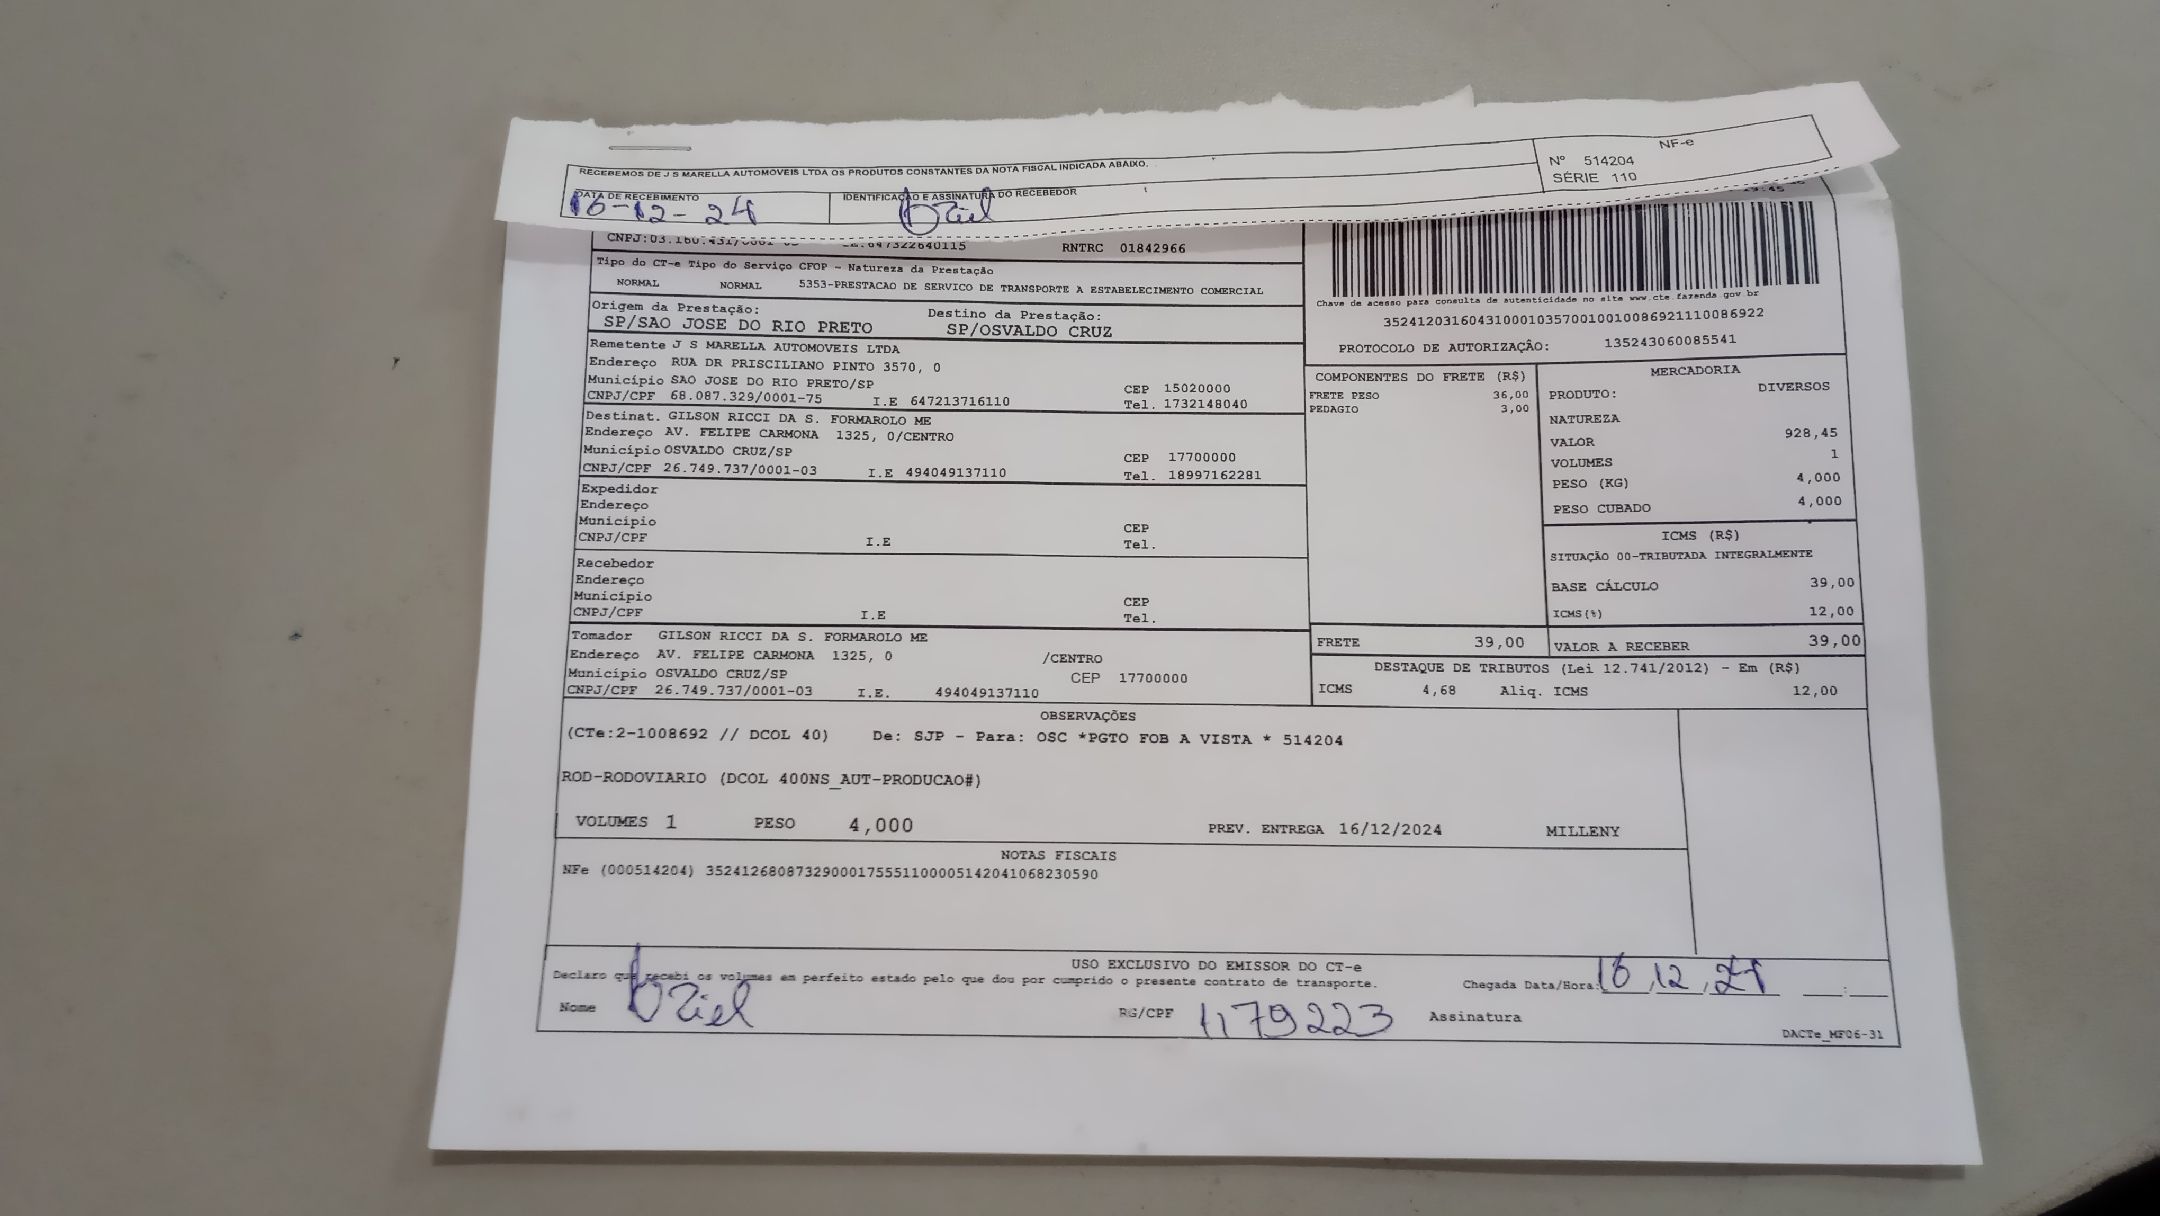 NF-e
RECEBEMOS DE J S MARELLA AUTOMOVEIS LTDA OS PRODUTOS CONSTANTES DA NOTA FISCAL INDICADA ABAIXO.
Nº 514204
SÉRIE 110
DATA DE RECEBIMENTO
IDENTIFICAÇÃO E ASSINATURA DO RECEBEDOR
16-12-24
RNTRC 01842966
Tipo do CT-e Tipo do Serviço CFOP - Natureza da Prestação
NORMAL NORMAL 5353-PRESTACAO DE SERVICO DE TRANSPORTE A ESTABELECIMENTO COMERCIAL
Chave de acesso para consulta de autenticidade no site www.cte.fazenda.gov.br
35241203160431000103570010010086921110086922
PROTOCOLO DE AUTORIZAÇÃO: 135243060085541
Origem da Prestação: Destino da Prestação:
SP/SAO JOSE DO RIO PRETO SP/OSVALDO CRUZ
Remetente J S MARELLA AUTOMOVEIS LTDA
Endereço RUA DR PRISCILIANO PINTO 3570, 0
Município SAO JOSE DO RIO PRETO/SP CEP 15020000
CNPJ/CPF 68.087.329/0001-75 I.E 647213716110 Tel. 1732148040
Destinat. GILSON RICCI DA S. FORMAROLO ME
Endereço AV. FELIPE CARMONA 1325, 0/CENTRO
Município OSVALDO CRUZ/SP CEP 17700000
CNPJ/CPF 26.749.737/0001-03 I.E 494049137110 Tel. 18997162281
Expedidor
Endereço
Município CEP
CNPJ/CPF I.E Tel.
Recebedor
Endereço
Município CEP
CNPJ/CPF I.E Tel.
Tomador GILSON RICCI DA S. FORMAROLO ME
Endereço AV. FELIPE CARMONA 1325, 0 /CENTRO
Município OSVALDO CRUZ/SP CEP 17700000
CNPJ/CPF 26.749.737/0001-03 I.E. 494049137110
COMPONENTES DO FRETE (R$)
FRETE PESO 36,00
PEDAGIO 3,00
MERCADORIA
PRODUTO: DIVERSOS
NATUREZA
VALOR 928,45
VOLUMES 1
PESO (KG) 4,000
PESO CUBADO 4,000
ICMS (R$)
SITUAÇÃO 00-TRIBUTADA INTEGRALMENTE
BASE CÁLCULO 39,00
ICMS(%) 12,00
FRETE 39,00 VALOR A RECEBER 39,00
DESTAQUE DE TRIBUTOS (Lei 12.741/2012) - Em (R$)
ICMS 4,68 Aliq. ICMS 12,00
OBSERVAÇÕES
(CTe:2-1008692 // DCOL 40) De: SJP - Para: OSC *PGTO FOB A VISTA * 514204
ROD-RODOVIARIO (DCOL 400NS_AUT-PRODUCAO#)
VOLUMES 1 PESO 4,000 PREV. ENTREGA 16/12/2024 MILLENY
NOTAS FISCAIS
NFe (000514204) 35241268087329000175551100005142041068230590
USO EXCLUSIVO DO EMISSOR DO CT-e
Declaro que recebi os volumes em perfeito estado pelo que dou por cumprido o presente contrato de transporte.
Chegada Data/Hora: 16,12,24 :
Nome RG/CPF 1179223 Assinatura
DACTe_MF06-31